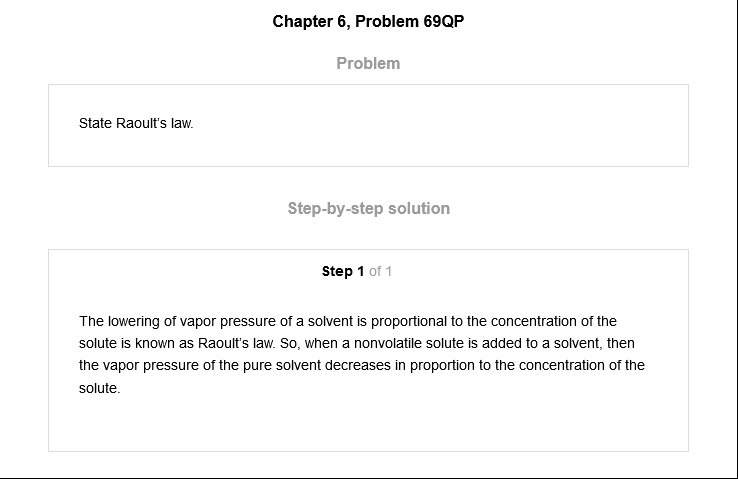 Chapter 6, Problem 69QP
Problem
State Raoult's law.
Step-by-step solution
Step 1 of 1
The lowering of vapor pressure of a solvent is proportional to the concentration of the
solute is known as Raoult's law. So, when a nonvolatile solute is added to a solvent, then
the vapor pressure of the pure solvent decreases in proportion to the concentration of the
solute.